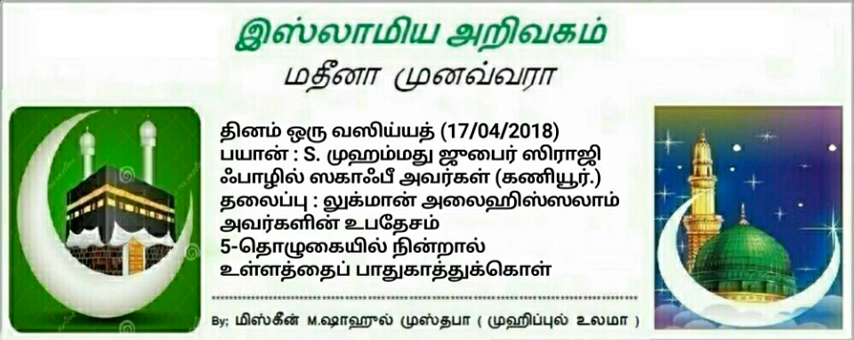 இஸ்லாமிய அறிவகம்
மதீனா முனவ்வரா
தினம் ஒரு வஸிய்யத் (17/04/2018)
பயான் : S. முஹம்மது ஜுபைர் ஸிராஜி
ஃபாழில் ஸகாஃபீ அவர்கள் (கணியூர்.)
தலைப்பு : லுக்மான் அலைஹிஸ்ஸலாம்
அவர்களின் உபதேசம்
5-தொழுகையில் நின்றால்
உள்ளத்தைப் பாதுகாத்துக்கொள்
By; மிஸ்கீன் M.ஷாஹுல் முஸ்தபா ( முஹிப்புல் உலமா )